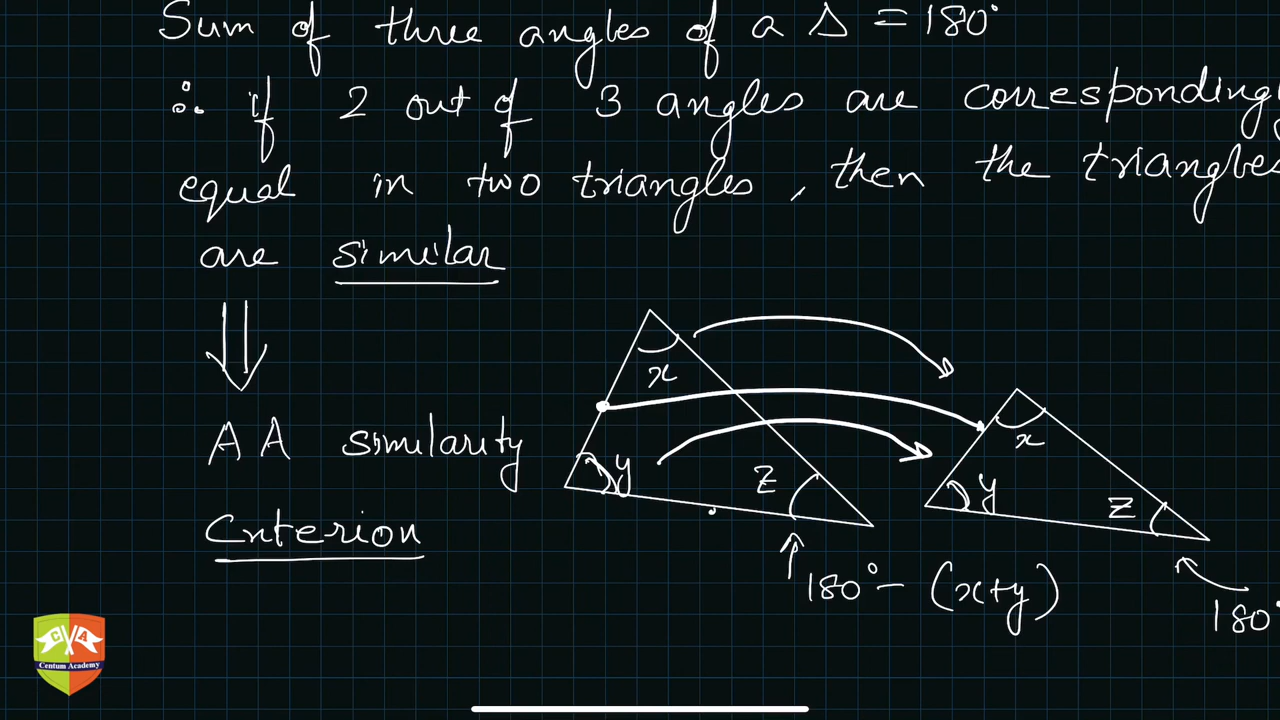 Sum of three angles of a Δ = 180°
∴ if 2 out of 3 angles are corresponding
equal in two triangles, then the triangles
are similar
AA similarity
Criterion
x
y
z
180° - (x+y)
x
y
z
180°
C A
Centum Academy